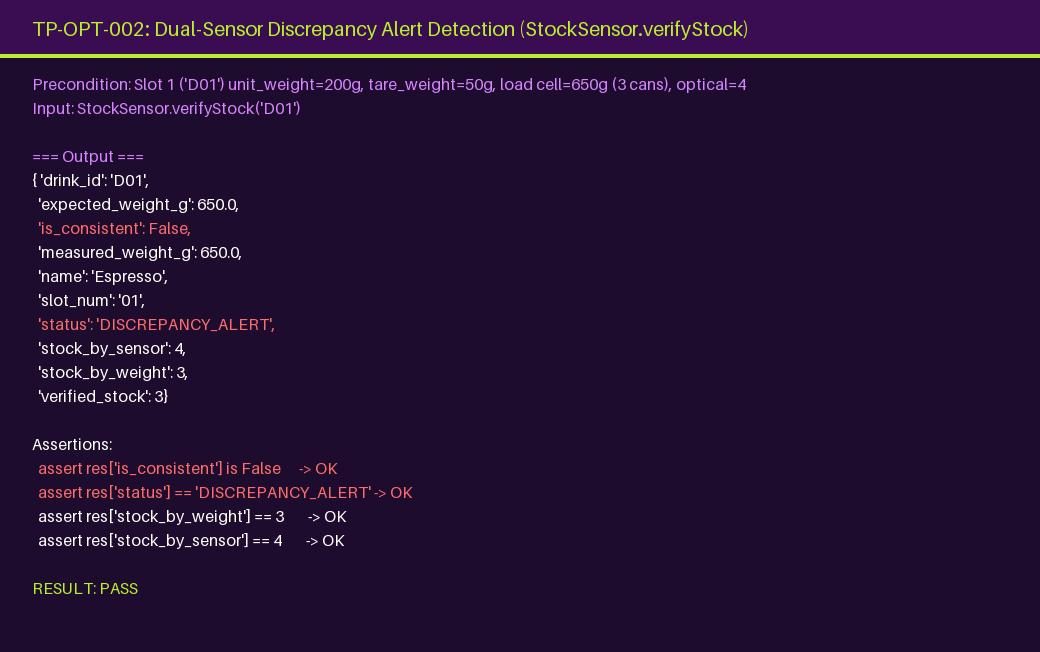 TP-OPT-002: Dual-Sensor Discrepancy Alert Detection (StockSensor.verifyStock)
Precondition: Slot 1 ('D01') unit_weight=200g, tare_weight=50g, load cell=650g (3 cans), optical=4
Input: StockSensor.verifyStock('D01')
=== Output ===
{ 'drink_id': 'D01',
'expected_weight_g': 650.0,
'is_consistent': False,
'measured_weight_g': 650.0,
'name': 'Espresso',
'slot_num': '01',
'status': 'DISCREPANCY_ALERT',
'stock_by_sensor': 4,
'stock_by_weight': 3,
'verified_stock': 3}
Assertions:
assert res['is_consistent'] is False -> OK
assert res['status'] == 'DISCREPANCY_ALERT' -> OK
assert res['stock_by_weight'] == 3 -> OK
assert res['stock_by_sensor'] == 4 -> OK
RESULT: PASS